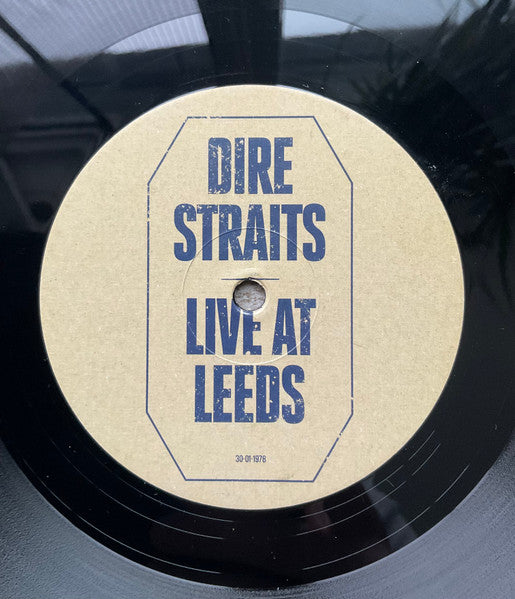 DIRE
STRAITS
LIVE AT
LEEDS
30-01-1978